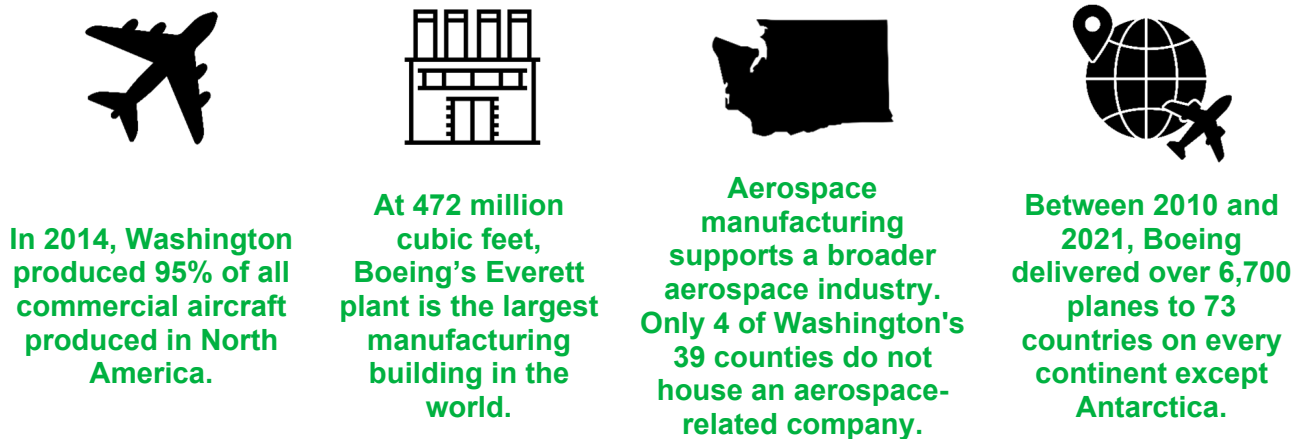 In 2014, Washington
produced 95% of all
commercial aircraft
produced in North
America.
At 472 million
cubic feet,
Boeing’s Everett
plant is the largest
manufacturing
building in the
world.
Aerospace
manufacturing
supports a broader
aerospace industry.
Only 4 of Washington's
39 counties do not
house an aerospace-
related company.
Between 2010 and
2021, Boeing
delivered over 6,700
planes to 73
countries on every
continent except
Antarctica.